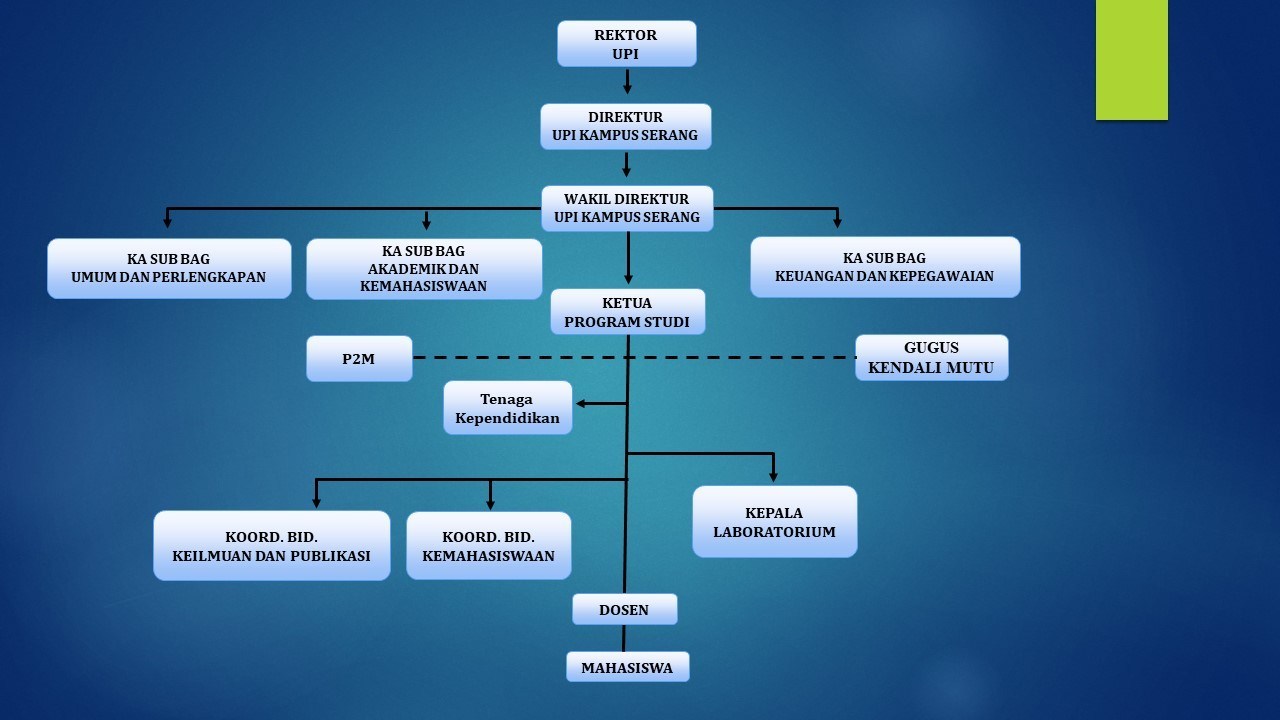 REKTOR
UPI
DIREKTUR
UPI KAMPUS SERANG
WAKIL DIREKTUR
UPI KAMPUS SERANG
KA SUB BAG
UMUM DAN PERLENGKAPAN
KA SUB BAG
AKADEMIK DAN
KEMAHASISWAAN
KA SUB BAG
KEUANGAN DAN KEPEGAWAIAN
KETUA
PROGRAM STUDI
P2M
GUGUS
KENDALI MUTU
Tenaga
Kependidikan
KOORD. BID.
KEILMUAN DAN PUBLIKASI
KOORD. BID.
KEMAHASISWAAN
KEPALA
LABORATORIUM
DOSEN
MAHASISWA